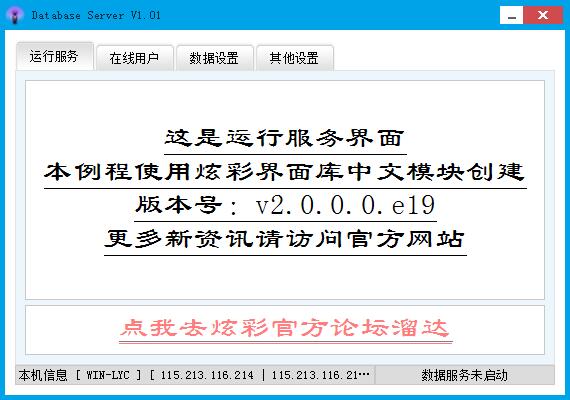 Database Server V1.01
运行服务 在线用户 数据设置 其他设置
这是运行服务界面
本例程使用炫彩界面库中文模块创建
版本号: v2.0.0.0.e19
更多新资讯请访问官方网站
点我去炫彩官方论坛溜达
本机信息 [ WIN-LYC ] [ 115.213.116.214 | 115.213.116.21… 数据服务未启动